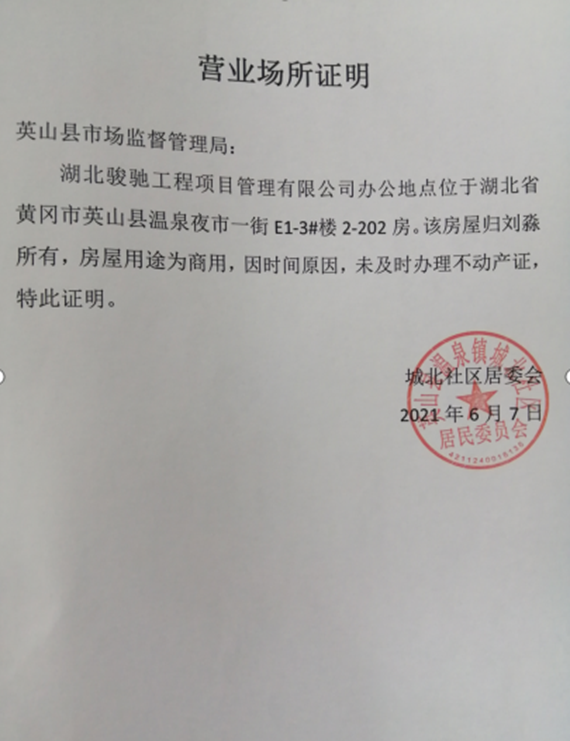 营业场所证明
英山县市场监督管理局：
湖北骏驰工程项目管理有限公司办公地点位于湖北省
黄冈市英山县温泉夜市一街 E1-3#楼 2-202 房。该房屋归刘淼
所有，房屋用途为商用，因时间原因，未及时办理不动产证，
特此证明。
城北社区居委会
2021 年 6 月 7 日
英山县温泉镇城北社区
居民委员会